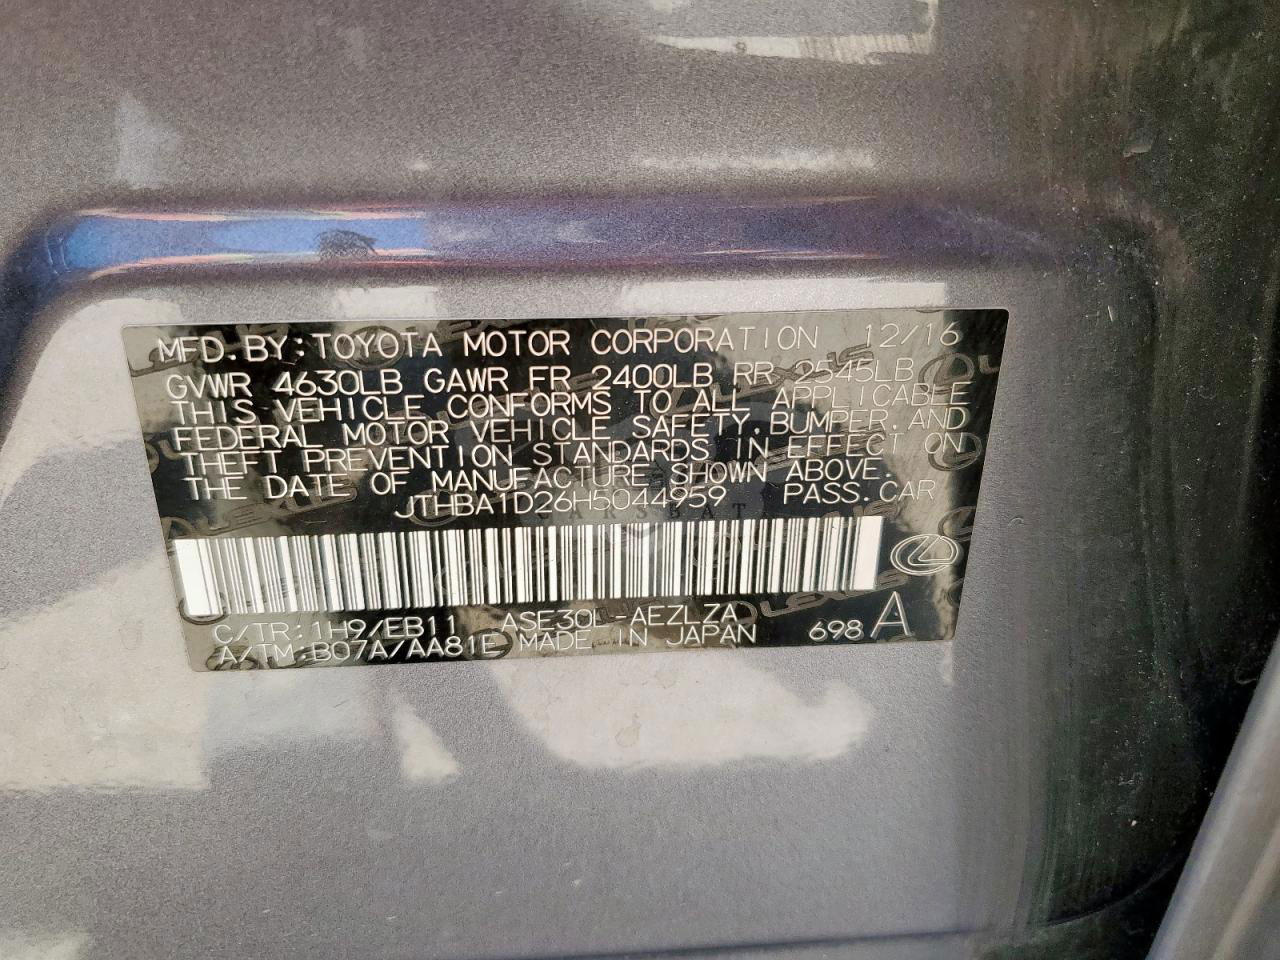 MFD.BY:TOYOTA MOTOR CORPORATION 12/16
GVWR 4630LB GAWR FR 2400LB RR 2545LB
THIS VEHICLE CONFORMS TO ALL APPLICABLE
FEDERAL MOTOR VEHICLE SAFETY,BUMPER,AND
THEFT PREVENTION STANDARDS IN EFFECT ON
THE DATE OF MANUFACTURE SHOWN ABOVE.
JTHBA1D26H5044959 PASS.CAR
CARSBAT
C/TR:1H9/EB11 ASE30L-AEZLZA
A/TM:B07A/AA81E MADE IN JAPAN 698 A